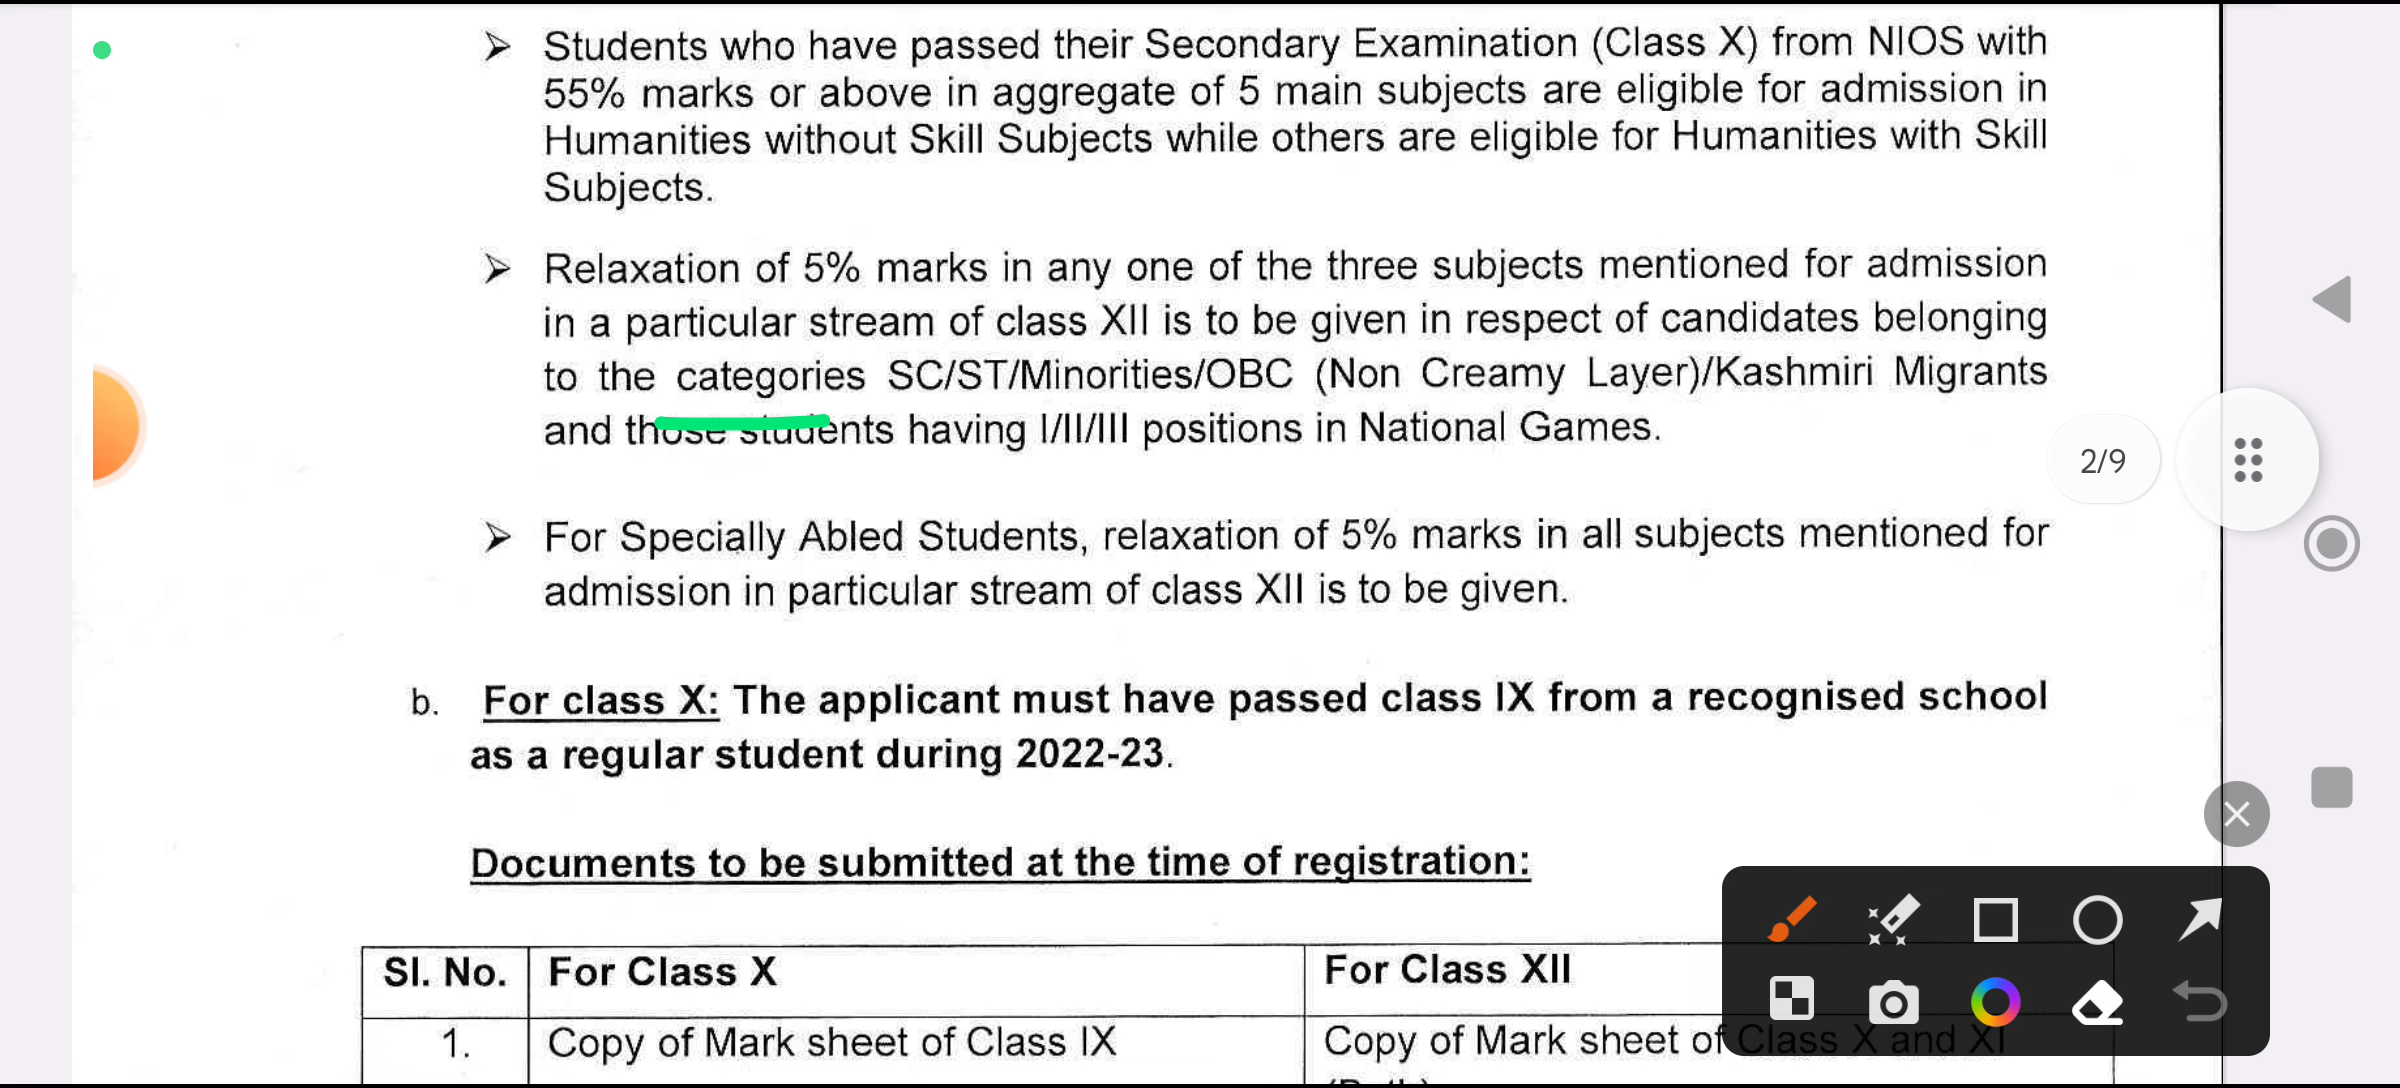 ➢ Students who have passed their Secondary Examination (Class X) from NIOS with
55% marks or above in aggregate of 5 main subjects are eligible for admission in
Humanities without Skill Subjects while others are eligible for Humanities with Skill
Subjects.
➢ Relaxation of 5% marks in any one of the three subjects mentioned for admission
in a particular stream of class XII is to be given in respect of candidates belonging
to the categories SC/ST/Minorities/OBC (Non Creamy Layer)/Kashmiri Migrants
and those students having I/II/III positions in National Games.
2/9
➢ For Specially Abled Students, relaxation of 5% marks in all subjects mentioned for
admission in particular stream of class XII is to be given.
b. For class X: The applicant must have passed class IX from a recognised school
as a regular student during 2022-23.
Documents to be submitted at the time of registration:
SI. No. For Class X For Class XII
1. Copy of Mark sheet of Class IX Copy of Mark sheet of Class X and XI